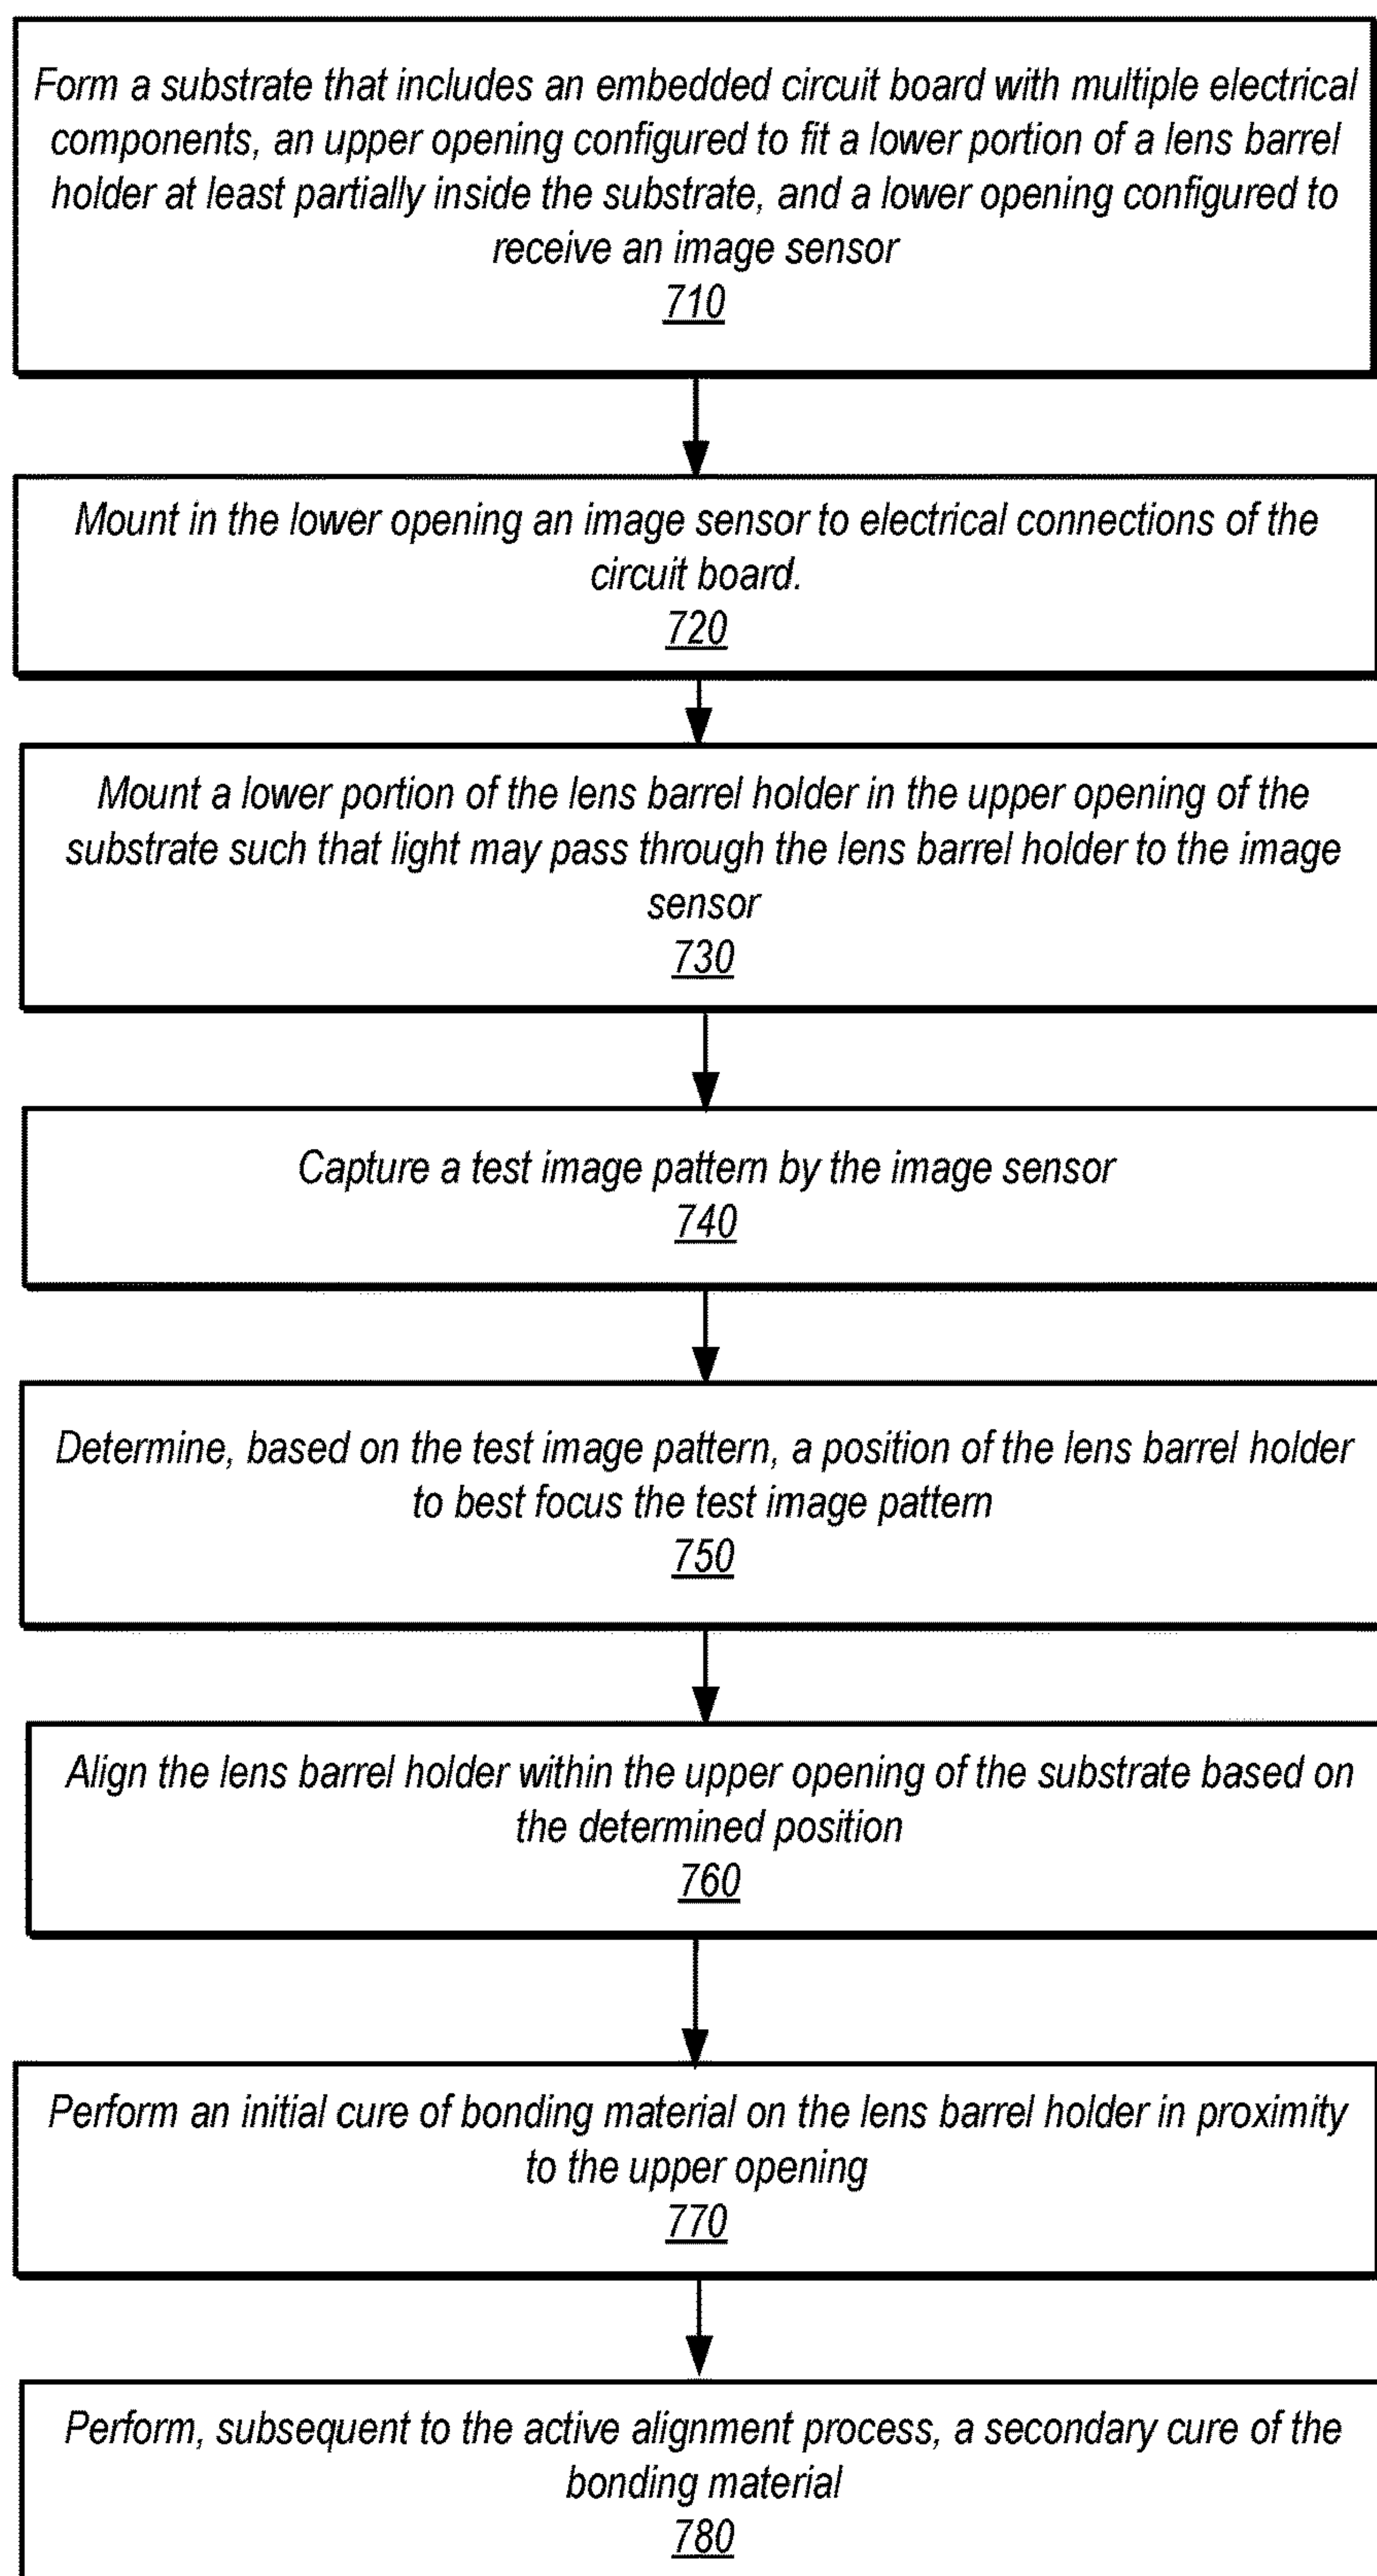 Form a substrate that includes an embedded circuit board with multiple electrical
components, an upper opening configured to fit a lower portion of a lens barrel
holder at least partially inside the substrate, and a lower opening configured to
receive an image sensor
710
Mount in the lower opening an image sensor to electrical connections of the
circuit board.
720
Mount a lower portion of the lens barrel holder in the upper opening of the
substrate such that light may pass through the lens barrel holder to the image
sensor
730
Capture a test image pattern by the image sensor
740
Determine, based on the test image pattern, a position of the lens barrel holder
to best focus the test image pattern
750
Align the lens barrel holder within the upper opening of the substrate based on
the determined position
760
Perform an initial cure of bonding material on the lens barrel holder in proximity
to the upper opening
770
Perform, subsequent to the active alignment process, a secondary cure of the
bonding material
780